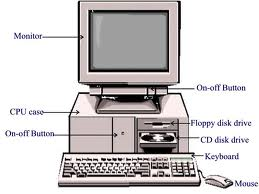 Monitor
On-off Button
CPU case
Floppy disk drive
On-off Button
CD disk drive
Keyboard
Mouse